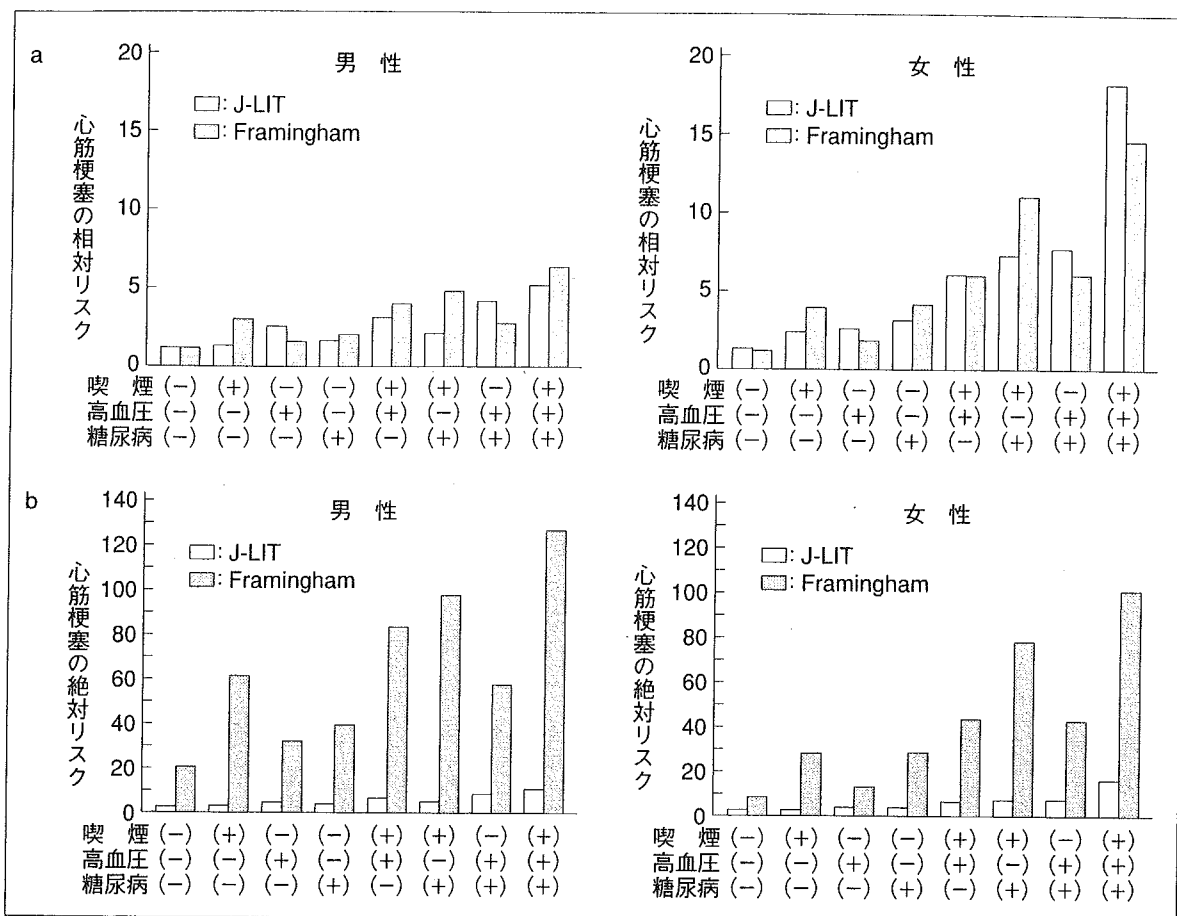 a
男 性
□: J-LIT
□: Framingham
心筋梗塞の相対リスク
20
15
10
5
0
喫 煙 (−) (+) (−) (−) (+) (+) (−) (+)
高血圧 (−) (−) (+) (−) (+) (−) (+) (+)
糖尿病 (−) (−) (−) (+) (−) (+) (+) (+)
女 性
□: J-LIT
□: Framingham
心筋梗塞の相対リスク
20
15
10
5
0
喫 煙 (−) (+) (−) (−) (+) (+) (−) (+)
高血圧 (−) (−) (+) (−) (+) (−) (+) (+)
糖尿病 (−) (−) (−) (+) (−) (+) (+) (+)
b
男 性
□: J-LIT
□: Framingham
心筋梗塞の絶対リスク
140
120
100
80
60
40
20
0
喫 煙 (−) (+) (−) (−) (+) (+) (−) (+)
高血圧 (−) (−) (+) (−) (+) (−) (+) (+)
糖尿病 (−) (−) (−) (+) (−) (+) (+) (+)
女 性
□: J-LIT
□: Framingham
心筋梗塞の絶対リスク
140
120
100
80
60
40
20
0
喫 煙 (−) (+) (−) (−) (+) (+) (−) (+)
高血圧 (−) (−) (+) (−) (+) (−) (+) (+)
糖尿病 (−) (−) (−) (+) (−) (+) (+) (+)